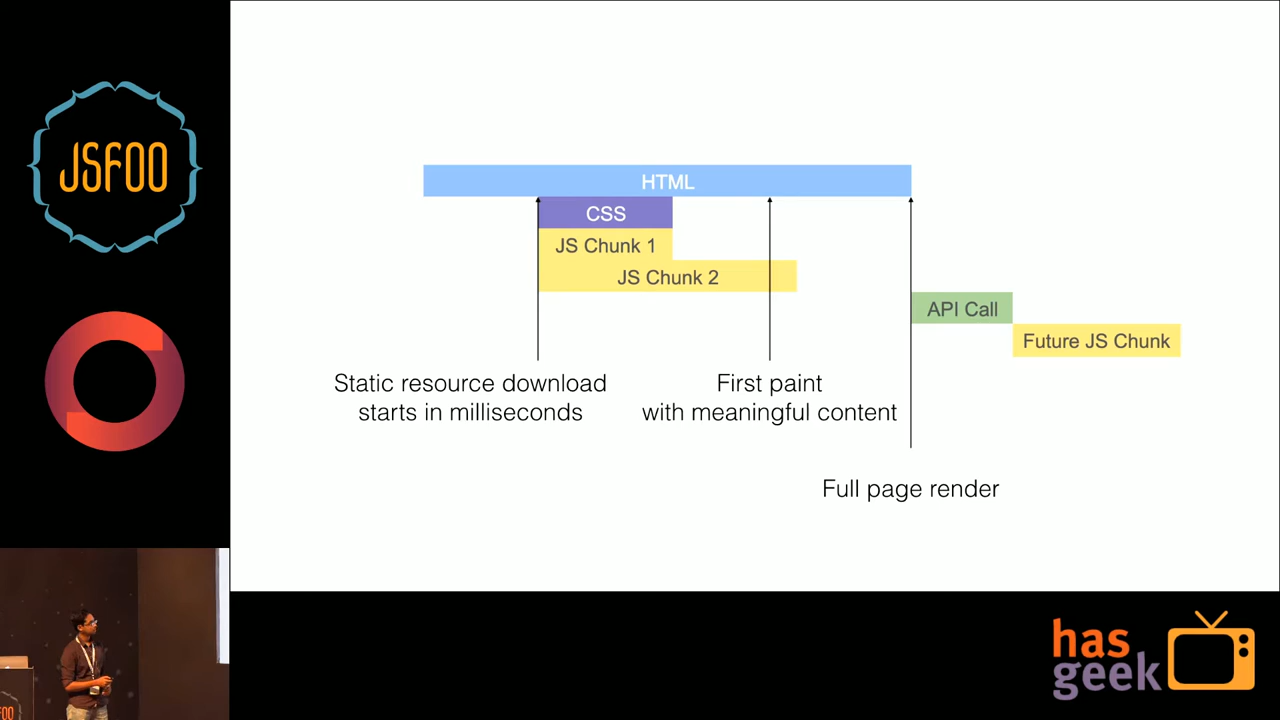 JSFOO
HTML
CSS
JS Chunk 1
JS Chunk 2
API Call
Future JS Chunk
Static resource download
starts in milliseconds
First paint
with meaningful content
Full page render
has
geek